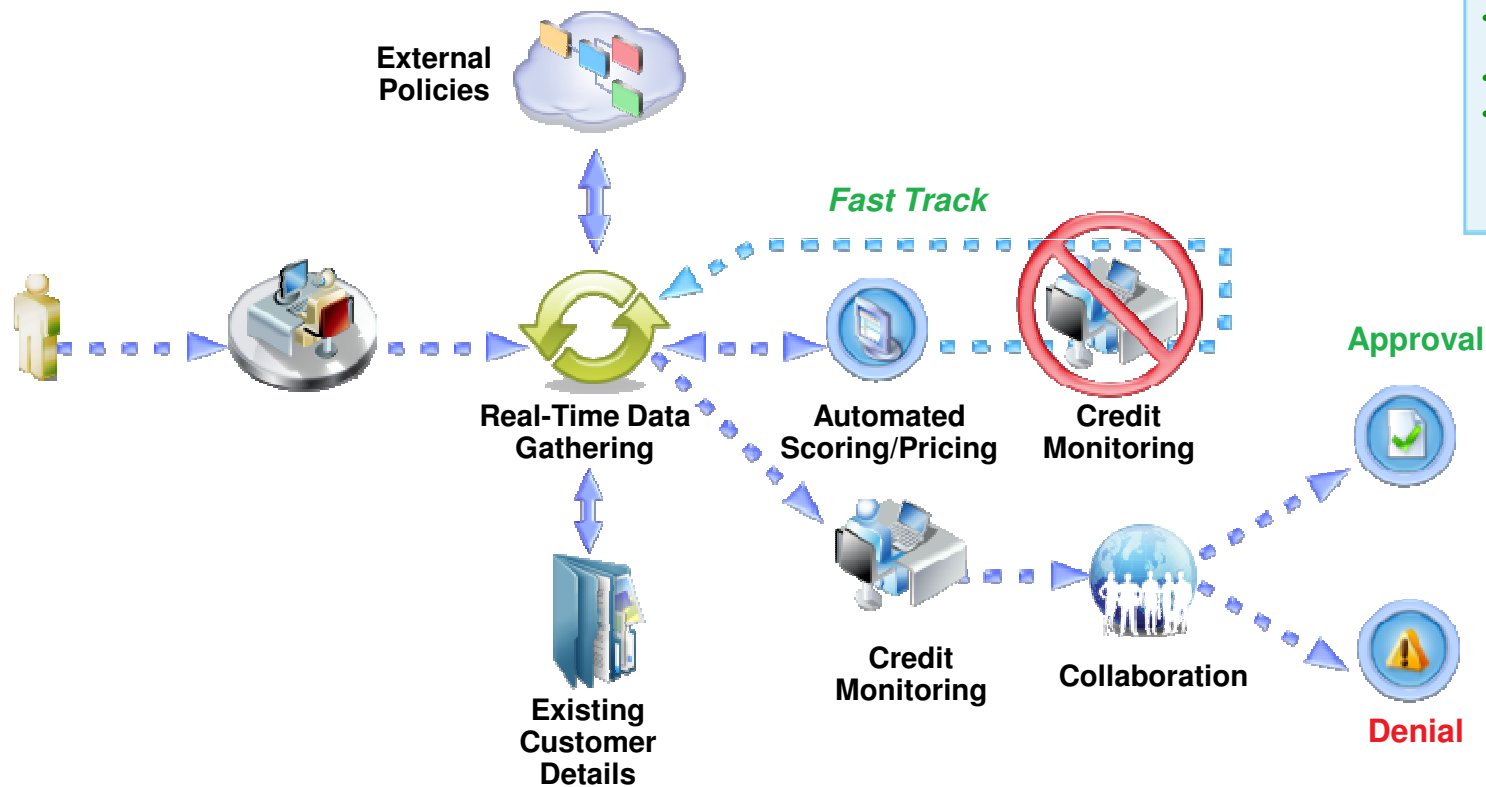 External
Policies
Fast Track
Approval
Real-Time Data
Gathering
Automated
Scoring/Pricing
Credit
Monitoring
Credit
Monitoring
Collaboration
Existing
Customer
Details
Denial